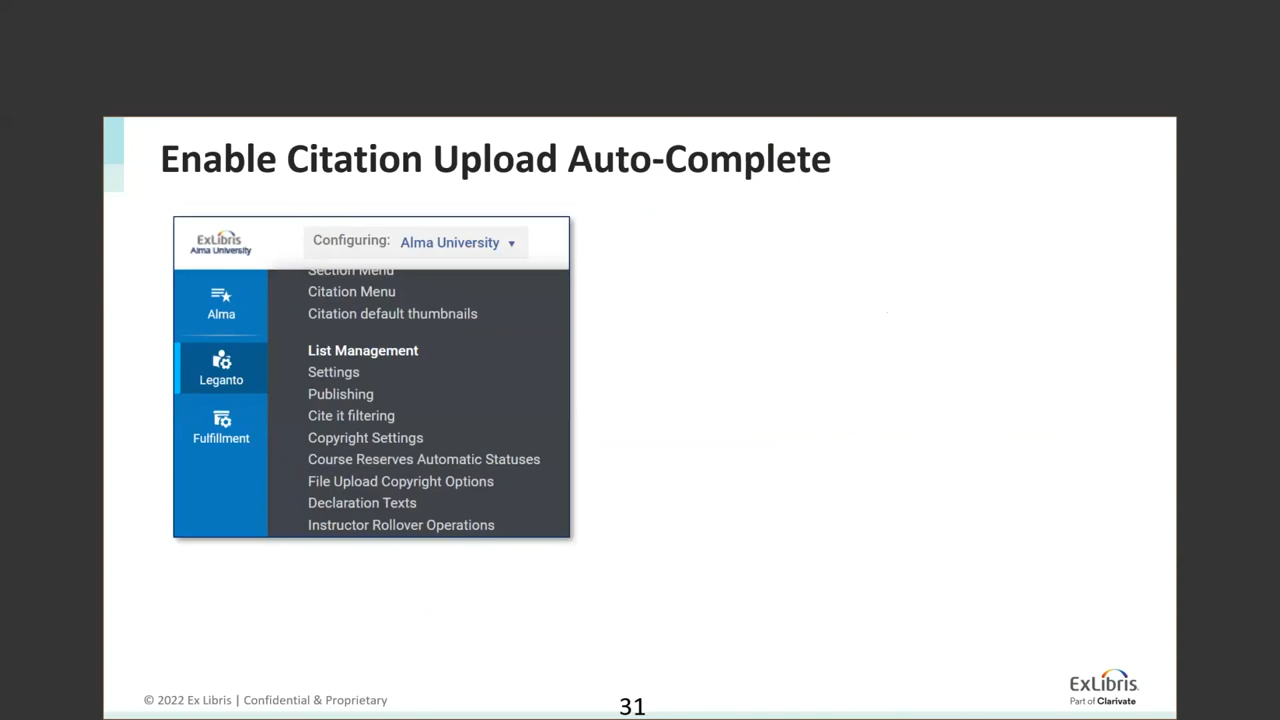 Enable Citation Upload Auto-Complete
ExLibris
Alma University
Configuring: Alma University
Section Menu
Citation Menu
Citation default thumbnails
Alma
List Management
Settings
Leganto
Publishing
Cite it filtering
Fulfillment
Copyright Settings
Course Reserves Automatic Statuses
File Upload Copyright Options
Declaration Texts
Instructor Rollover Operations
© 2022 Ex Libris | Confidential & Proprietary
31
ExLibris
Part of Clarivate